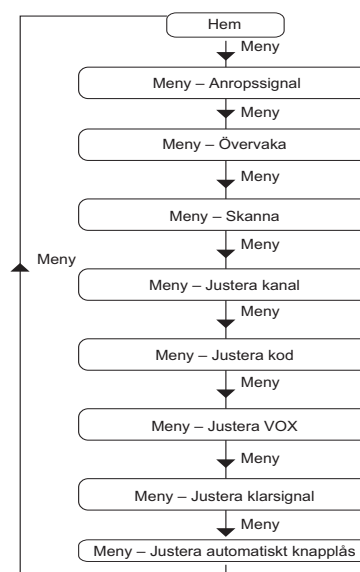 Hem
Meny
Meny – Anropssignal
Meny
Meny – Övervaka
Meny
Meny – Skanna
Meny
Meny
Meny – Justera kanal
Meny
Meny – Justera kod
Meny
Meny – Justera VOX
Meny
Meny – Justera klarsignal
Meny
Meny – Justera automatiskt knapplås